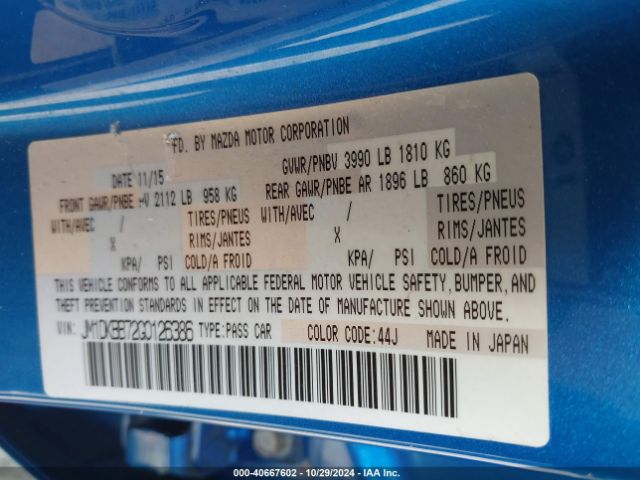 FD. BY MAZDA MOTOR CORPORATION
DATE 11/15 GVWR/PNBV 3990 LB 1810 KG
FRONT GAWR/PNBE AV 2112 LB 958 KG REAR GAWR/PNBE AR 1896 LB 860 KG
WITH/AVEC / TIRES/PNEUS WITH/AVEC / TIRES/PNEUS
X - RIMS/JANTES X RIMS/JANTES
KPA/ PSI COLD/A FROID KPA/ PSI COLD/A FROID
THIS VEHICLE CONFORMS TO ALL APPLICABLE FEDERAL MOTOR VEHICLE SAFETY, BUMPER, AND
THEFT PREVENTION STANDARDS IN EFFECT ON THE DATE OF MANUFACTURE SHOWN ABOVE.
VIN: JM1DKBB72G0126386 TYPE:PASS CAR COLOR CODE:44J MADE IN JAPAN
000-40667602 - 10/29/2024 - IAA Inc.